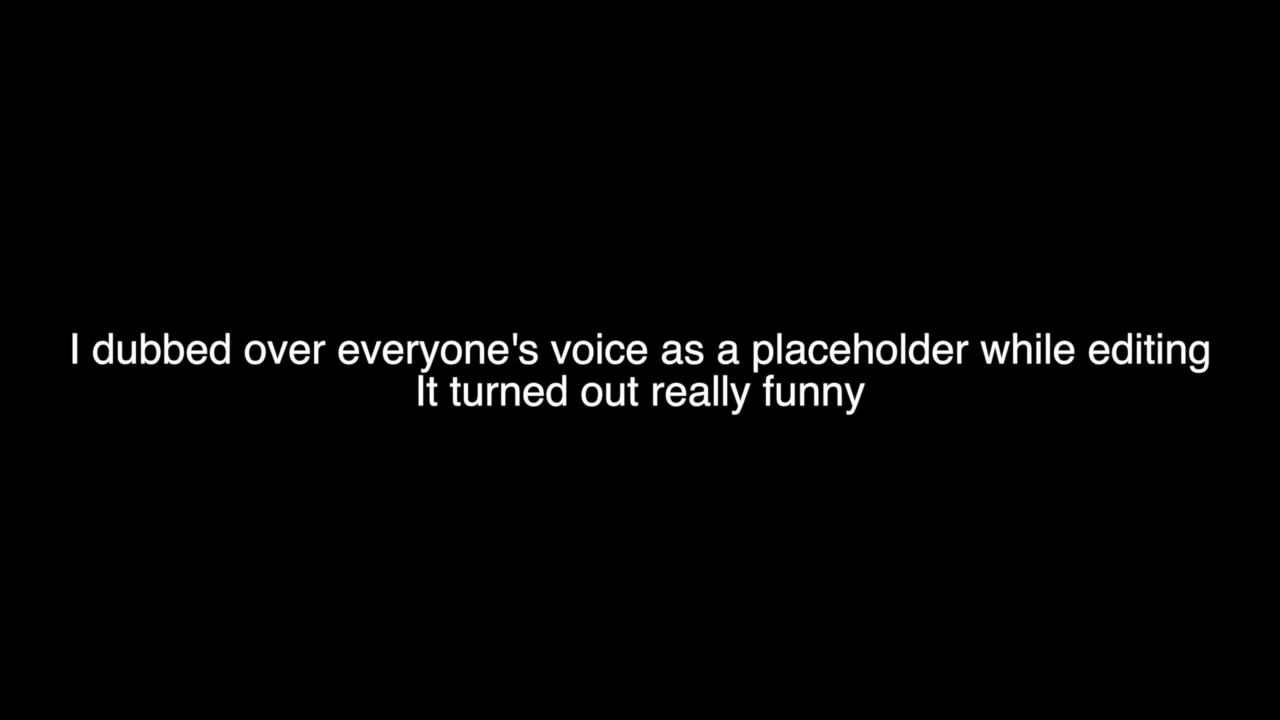 I dubbed over everyone's voice as a placeholder while editing
It turned out really funny